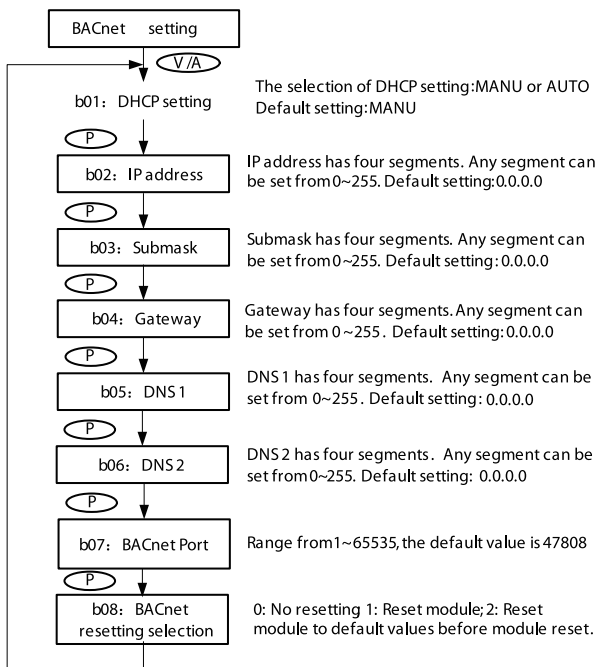 BACnet setting
V/A
b01: DHCP setting
The selection of DHCP setting:MANU or AUTO
Default setting:MANU
P
b02: IP address
IP address has four segments. Any segment can
be set from 0~255. Default setting:0.0.0.0
P
b03: Submask
Submask has four segments. Any segment can
be set from 0~255. Default setting: 0.0.0.0
P
b04: Gateway
Gateway has four segments. Any segment can
be set from 0~255. Default setting: 0.0.0.0
P
b05: DNS 1
DNS 1 has four segments. Any segment can be
set from 0~255. Default setting: 0.0.0.0
P
b06: DNS 2
DNS 2 has four segments. Any segment can be
set from 0~255. Default setting: 0.0.0.0
P
b07: BACnet Port
Range from 1~65535, the default value is 47808
P
b08: BACnet
resetting selection
0: No resetting 1: Reset module; 2: Reset
module to default values before module reset.